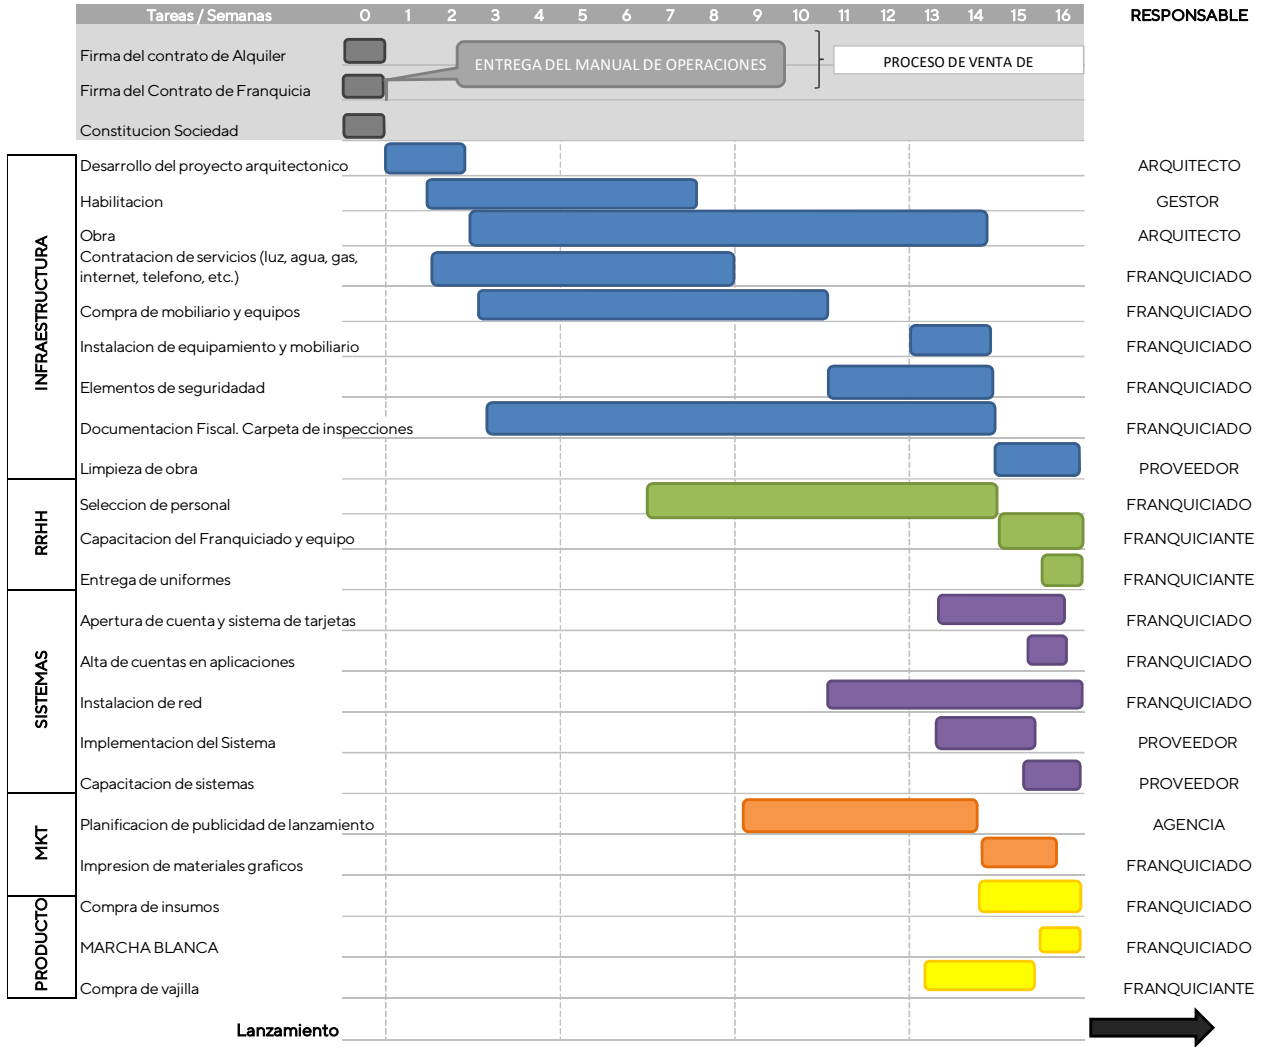 Tareas / Semanas 0 1 2 3 4 5 6 7 8 9 10 11 12 13 14 15 16 RESPONSABLE
Firma del contrato de Alquiler
ENTREGA DEL MANUAL DE OPERACIONES
PROCESO DE VENTA DE
Firma del Contrato de Franquicia
Constitucion Sociedad
INFRAESTRUCTURA
Desarrollo del proyecto arquitectonico ARQUITECTO
Habilitacion GESTOR
Obra ARQUITECTO
Contratacion de servicios (luz, agua, gas,
internet, telefono, etc.) FRANQUICIADO
Compra de mobiliario y equipos FRANQUICIADO
Instalacion de equipamiento y mobiliario FRANQUICIADO
Elementos de seguridadad FRANQUICIADO
Documentacion Fiscal. Carpeta de inspecciones FRANQUICIADO
Limpieza de obra PROVEEDOR
RRHH
Seleccion de personal FRANQUICIADO
Capacitacion del Franquiciado y equipo FRANQUICIANTE
Entrega de uniformes FRANQUICIANTE
SISTEMAS
Apertura de cuenta y sistema de tarjetas FRANQUICIADO
Alta de cuentas en aplicaciones FRANQUICIADO
Instalacion de red FRANQUICIADO
Implementacion del Sistema PROVEEDOR
Capacitacion de sistemas PROVEEDOR
MKT
Planificacion de publicidad de lanzamiento AGENCIA
Impresion de materiales graficos FRANQUICIADO
PRODUCTO
Compra de insumos FRANQUICIADO
MARCHA BLANCA FRANQUICIADO
Compra de vajilla FRANQUICIANTE
Lanzamiento